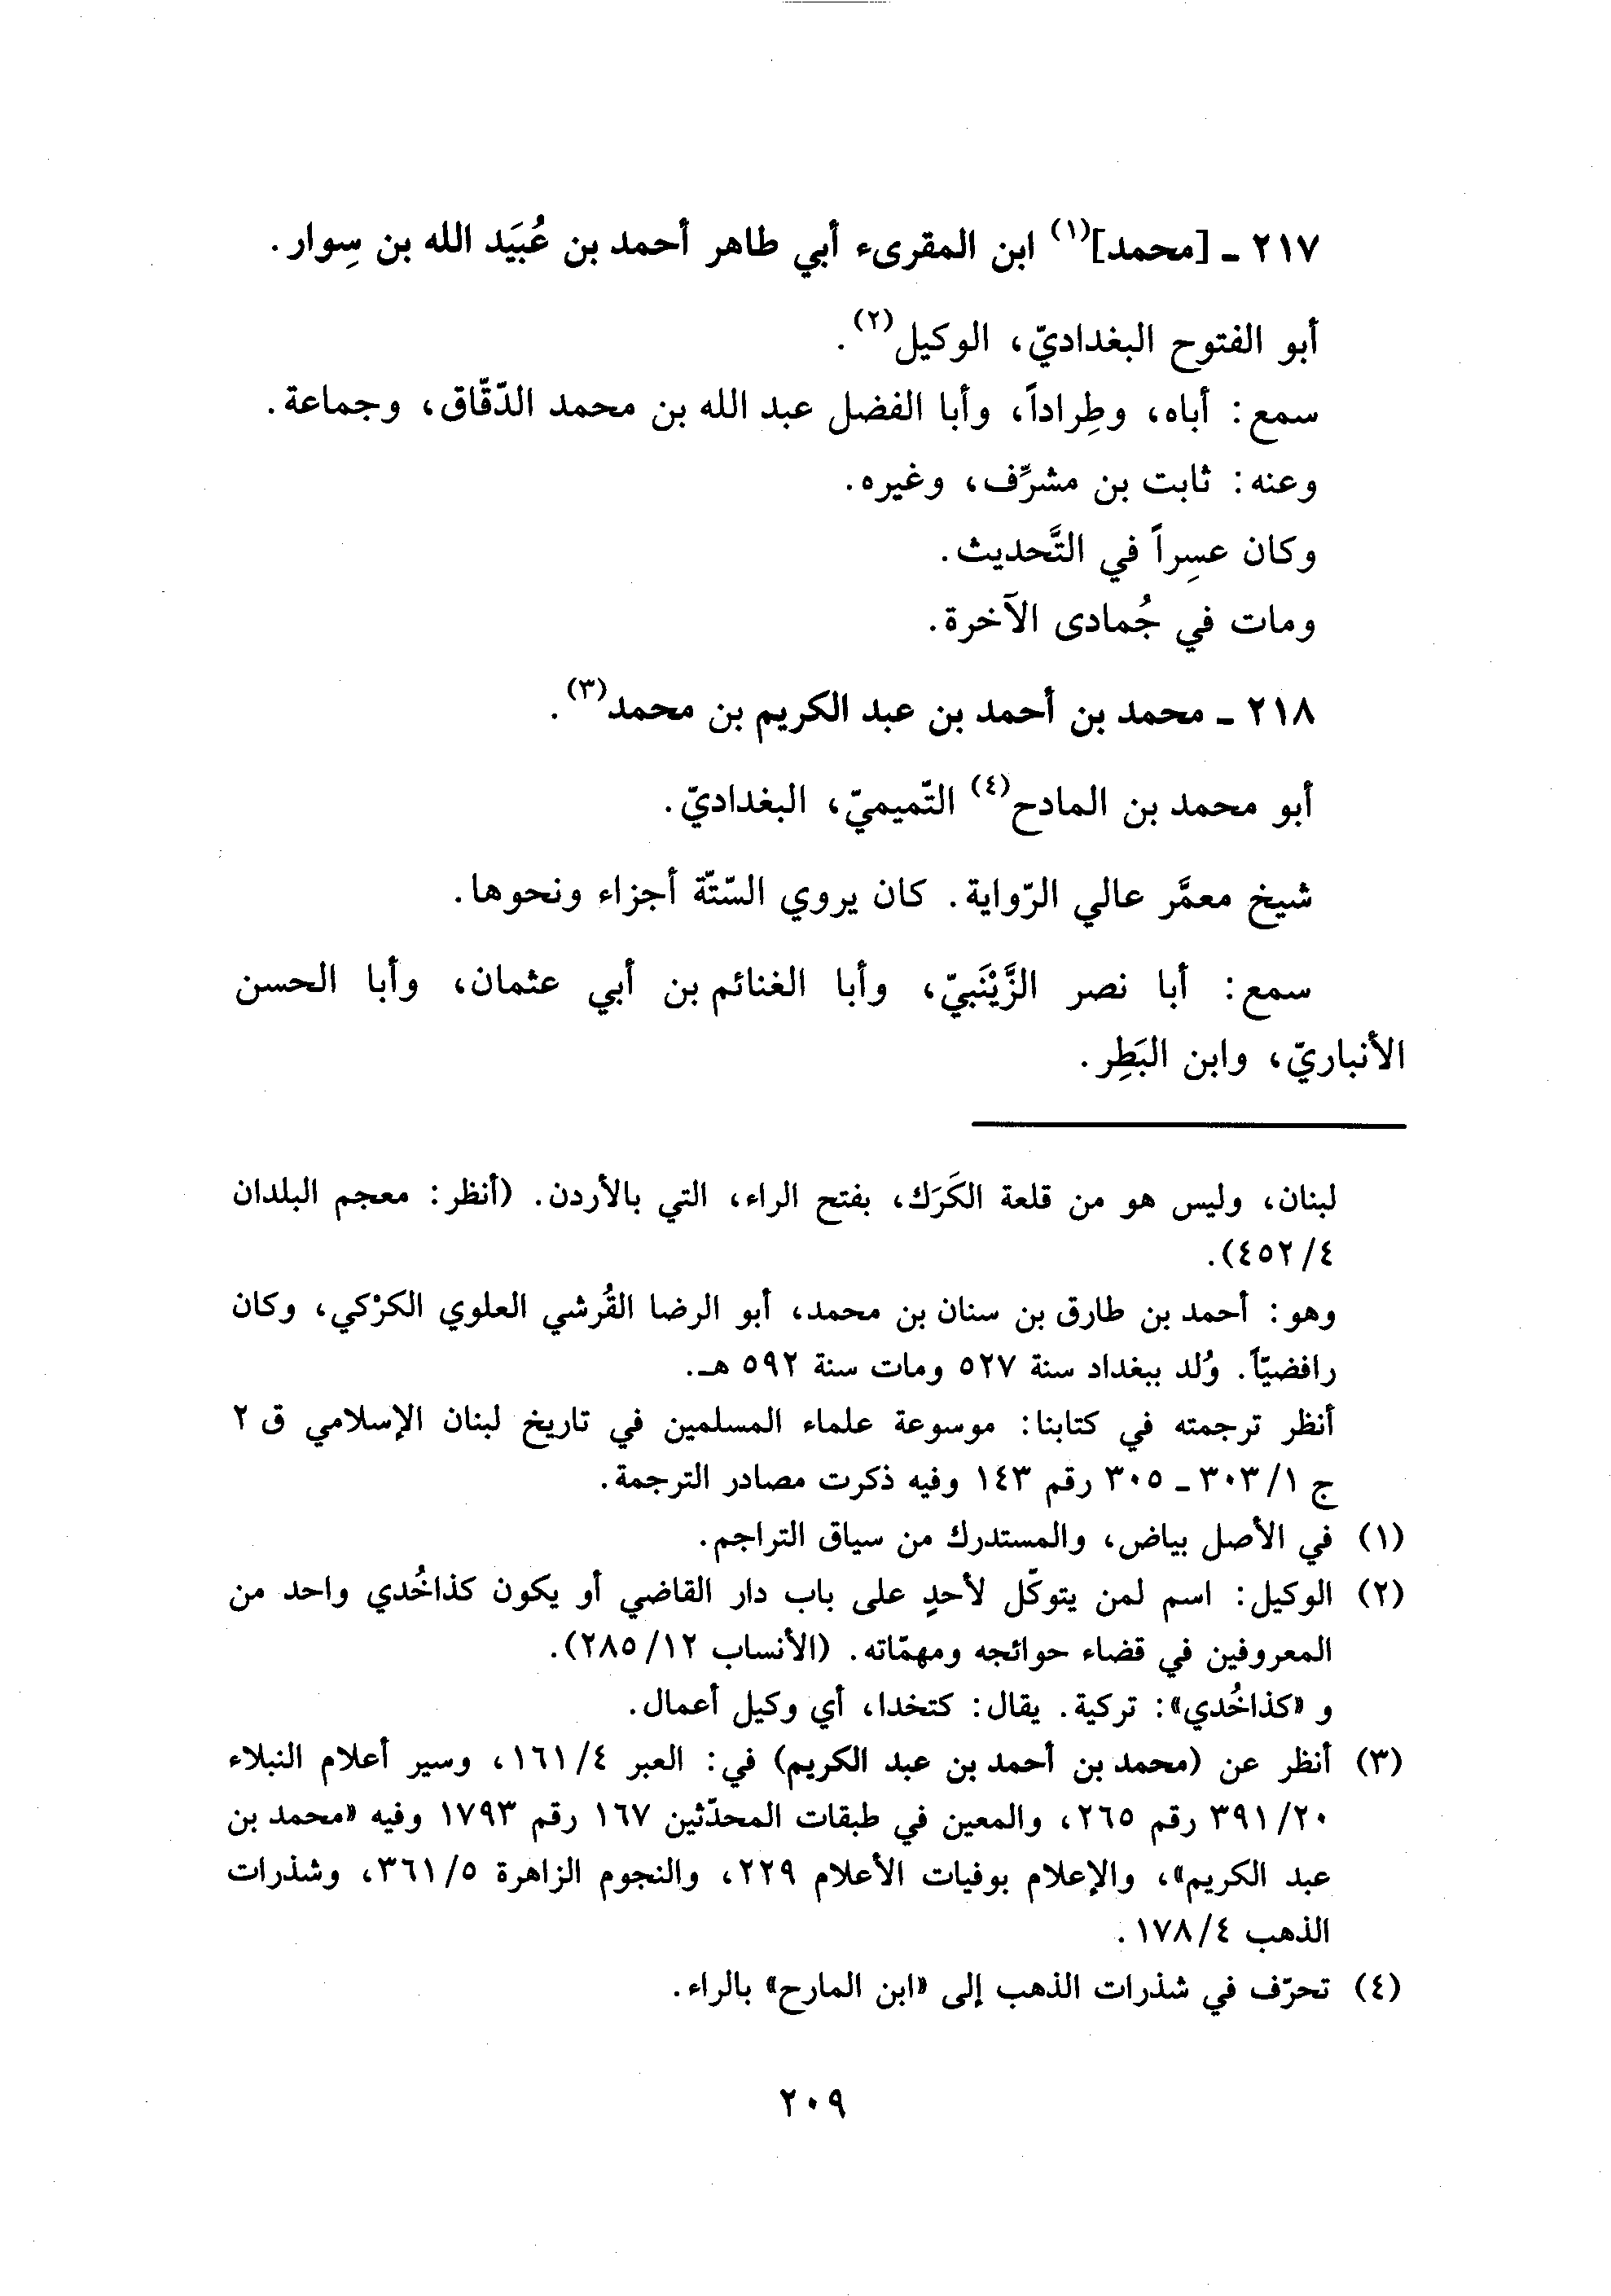 ٢١٧ ـ [محمد](١) ابن المقرىء أبي طاهر أحمد بن عُبَيَد الله بن سِوار.
أبو الفتوح البغداديّ، الوكيل(٢).
سمع: أباه، وطِراداً، وأبا الفضل عبد الله بن محمد الدّقّاق، وجماعة.
وعنه: ثابت بن مشرِّف، وغيره.
وكان عسِراً في التَّحديث.
ومات في جُمادى الآخرة.
٢١٨ ـ محمد بن أحمد بن عبد الكريم بن محمد(٣).
أبو محمد بن المادح(٤) التّميميّ، البغداديّ.
شيخ معمَّر عالي الرّواية. كان يروي السّتّة أجزاء ونحوها.
سمع: أبا نصر الزَّيْنَبيّ، وأبا الغنائم بن أبي عثمان، وأبا الحسن
الأنباريّ، وابن البَطِر.
لبنان، وليس هو من قلعة الكَرَك، بفتح الراء، التي بالأردن. (أنظر: معجم البلدان
٤/ ٤٥٢).
وهو: أحمد بن طارق بن سنان بن محمد، أبو الرضا القُرشي العلوي الكرْكي، وكان
رافضيّاً. وُلد ببغداد سنة ٥٢٧ ومات سنة ٥٩٢ هـ.
أنظر ترجمته في كتابنا: موسوعة علماء المسلمين في تاريخ لبنان الإسلامي ق ٢
ج ١/ ٣٠٣ ـ ٣٠٥ رقم ١٤٣ وفيه ذكرت مصادر الترجمة.
(١) في الأصل بياض، والمستدرك من سياق التراجم.
(٢) الوكيل: اسم لمن يتوكّل لأحدٍ على باب دار القاضي أو يكون كذاخُدي واحد من
المعروفين في قضاء حوائجه ومهمّاته. (الأنساب ١٢/ ٢٨٥).
و «كذاخُدي»: تركية. يقال: كتخدا، أي وكيل أعمال.
(٣) أنظر عن (محمد بن أحمد بن عبد الكريم) في: العبر ٤/ ١٦١، وسير أعلام النبلاء
٢٠/ ٣٩١ رقم ٢٦٥، والمعين في طبقات المحدّثين ١٦٧ رقم ١٧٩٣ وفيه «محمد بن
عبد الكريم»، والإعلام بوفيات الأعلام ٢٢٩، والنجوم الزاهرة ٥/ ٣٦١، وشذرات
الذهب ٤/ ١٧٨.
(٤) تحرّف في شذرات الذهب إلى «ابن المارح» بالراء.
٢٠٩